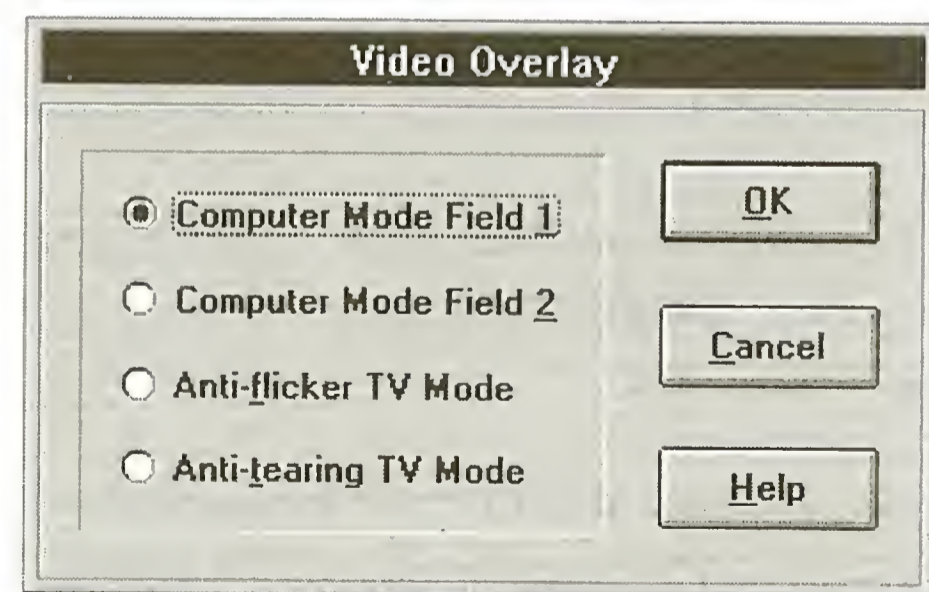 Video Overlay
Computer Mode Field 1
Computer Mode Field 2
Anti-flicker TV Mode
Anti-tearing TV Mode
OK
Cancel
Help